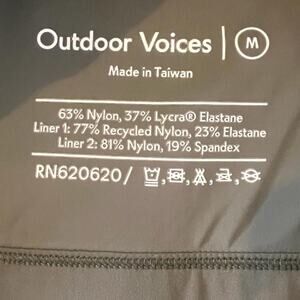 Outdoor Voices | M
Made in Taiwan
63% Nylon, 37% Lycra® Elastane
Liner 1: 77% Recycled Nylon, 23% Elastane
Liner 2: 81% Nylon, 19% Spandex
RN620620/